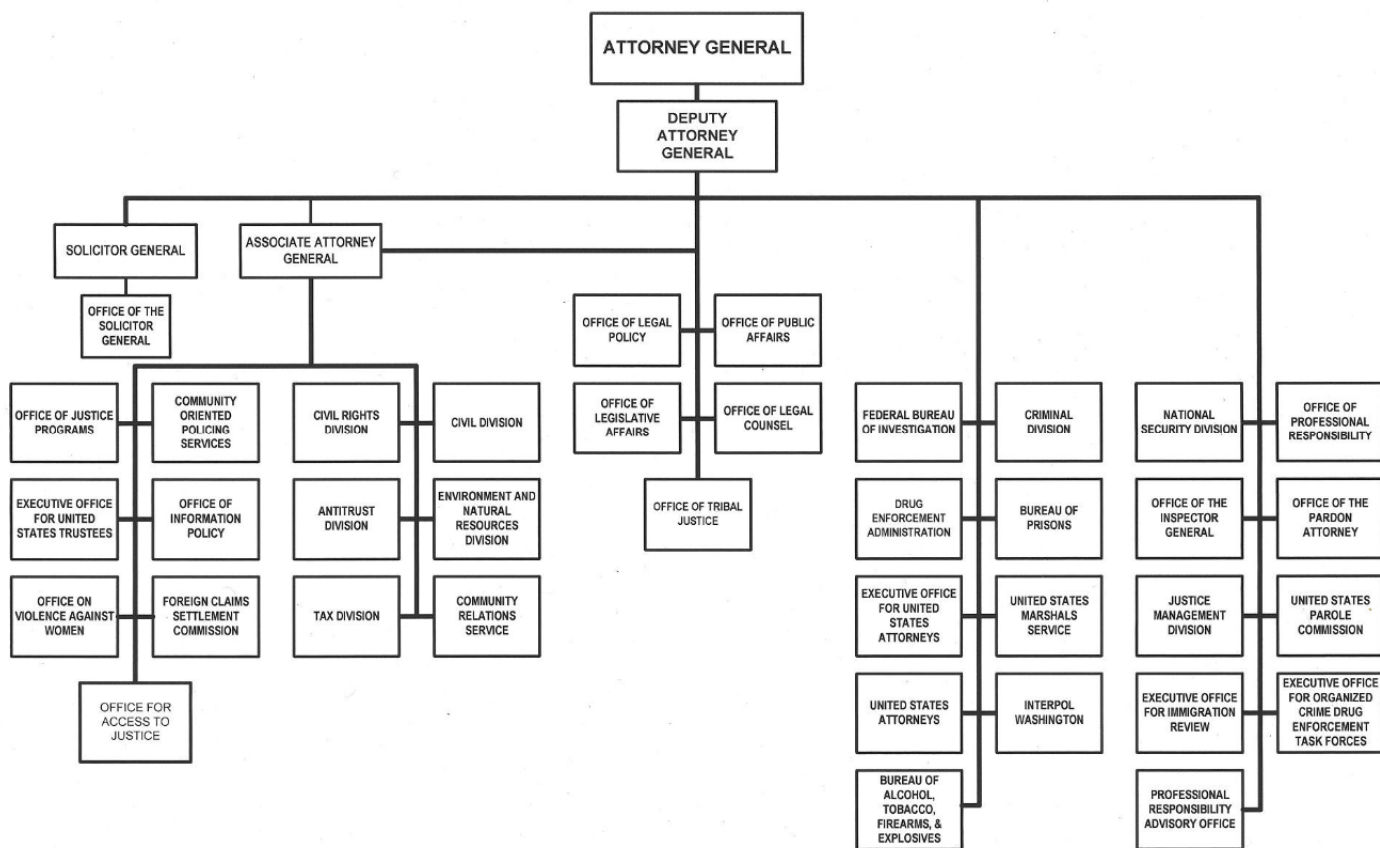 ATTORNEY GENERAL
DEPUTY
ATTORNEY
GENERAL
SOLICITOR GENERAL
ASSOCIATE ATTORNEY
GENERAL
OFFICE OF THE
SOLICITOR
GENERAL
OFFICE OF LEGAL
POLICY
OFFICE OF PUBLIC
AFFAIRS
OFFICE OF
LEGISLATIVE
AFFAIRS
OFFICE OF LEGAL
COUNSEL
OFFICE OF TRIBAL
JUSTICE
OFFICE OF JUSTICE
PROGRAMS
COMMUNITY
ORIENTED
POLICING
SERVICES
EXECUTIVE OFFICE
FOR UNITED
STATES TRUSTEES
OFFICE OF
INFORMATION
POLICY
OFFICE ON
VIOLENCE AGAINST
WOMEN
FOREIGN CLAIMS
SETTLEMENT
COMMISSION
OFFICE FOR
ACCESS TO
JUSTICE
CIVIL RIGHTS
DIVISION
CIVIL DIVISION
ANTITRUST
DIVISION
ENVIRONMENT AND
NATURAL
RESOURCES
DIVISION
TAX DIVISION
COMMUNITY
RELATIONS
SERVICE
FEDERAL BUREAU
OF INVESTIGATION
CRIMINAL
DIVISION
DRUG
ENFORCEMENT
ADMINISTRATION
BUREAU OF
PRISONS
EXECUTIVE OFFICE
FOR UNITED
STATES
ATTORNEYS
UNITED STATES
MARSHALS
SERVICE
UNITED STATES
ATTORNEYS
INTERPOL
WASHINGTON
BUREAU OF
ALCOHOL,
TOBACCO,
FIREARMS, &
EXPLOSIVES
NATIONAL
SECURITY DIVISION
OFFICE OF
PROFESSIONAL
RESPONSIBILITY
OFFICE OF THE
INSPECTOR
GENERAL
OFFICE OF THE
PARDON
ATTORNEY
JUSTICE
MANAGEMENT
DIVISION
UNITED STATES
PAROLE
COMMISSION
EXECUTIVE OFFICE
FOR IMMIGRATION
REVIEW
EXECUTIVE OFFICE
FOR ORGANIZED
CRIME DRUG
ENFORCEMENT
TASK FORCES
PROFESSIONAL
RESPONSIBILITY
ADVISORY OFFICE